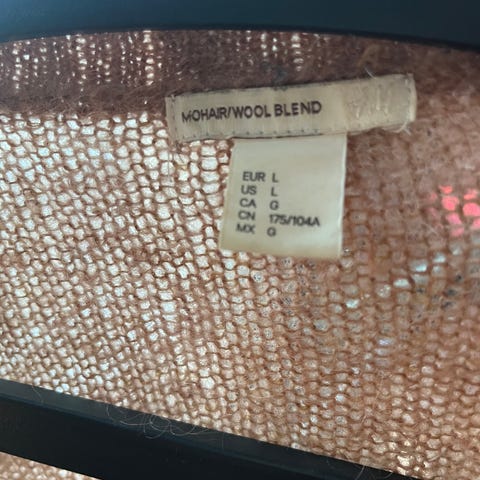 MOHAIR/WOOL BLEND
EUR L
US L
CA G
CN 175/104A
MX G